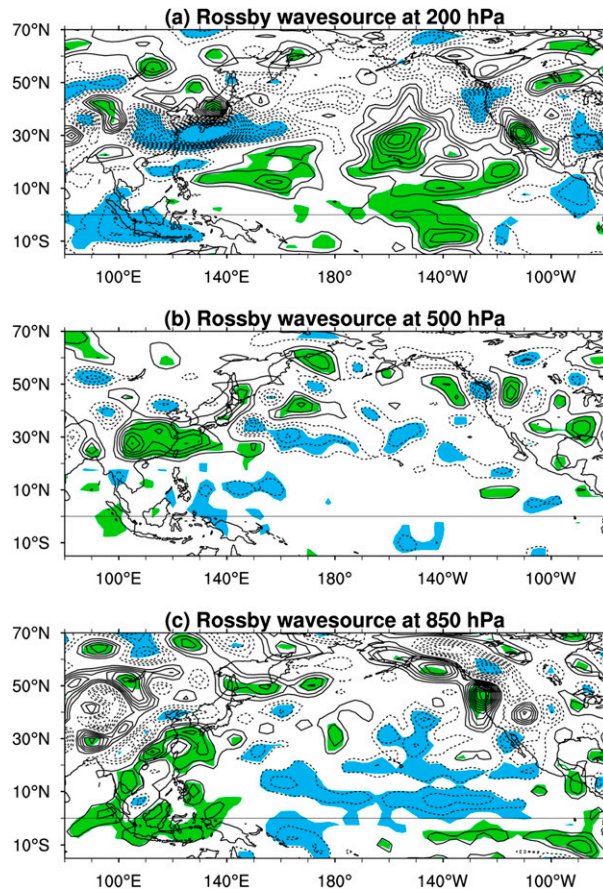 (a) Rossby wavesource at 200 hPa
70°N
50°N
30°N
10°N
10°S
100°E 140°E 180° 140°W 100°W
(b) Rossby wavesource at 500 hPa
70°N
50°N
30°N
10°N
10°S
100°E 140°E 180° 140°W 100°W
(c) Rossby wavesource at 850 hPa
70°N
50°N
30°N
10°N
10°S
100°E 140°E 180° 140°W 100°W